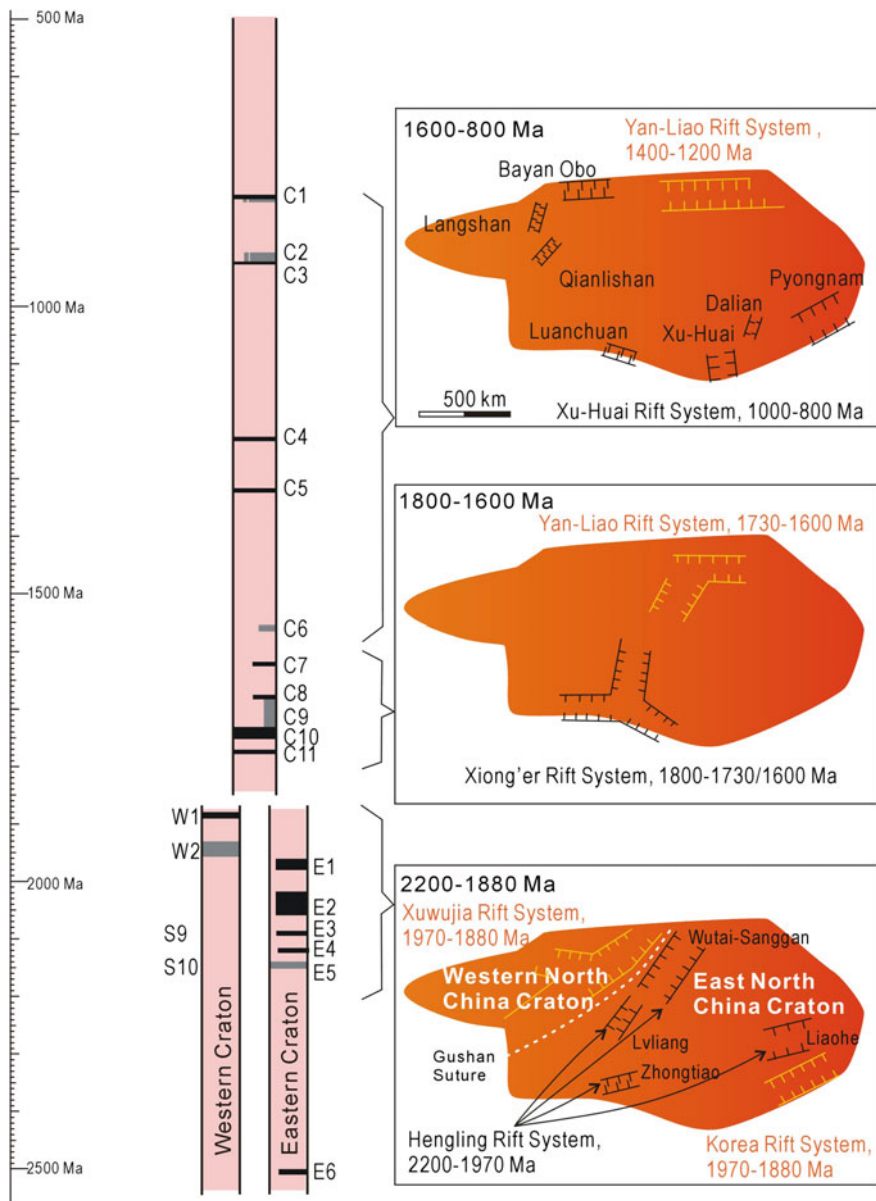 500 Ma
1000 Ma
1500 Ma
2000 Ma
2500 Ma
C1
C2
C3
C4
C5
C6
C7
C8
C9
C10
C11
W1
W2
S9
S10
E1
E2
E3
E4
E5
E6
Western Craton
Eastern Craton
1600-800 Ma
Yan-Liao Rift System ,
1400-1200 Ma
Bayan Obo
Langshan
Qianlishan
Pyongnam
Dalian
Luanchuan
Xu-Huai
500 km
Xu-Huai Rift System, 1000-800 Ma
1800-1600 Ma
Yan-Liao Rift System, 1730-1600 Ma
Xiong'er Rift System, 1800-1730/1600 Ma
2200-1880 Ma
Xuwujia Rift System,
1970-1880 Ma
Wutai-Sanggan
Western North
China Craton
East North
China Craton
Gushan
Suture
Lvliang
Liaohe
Zhongtiao
Hengling Rift System,
2200-1970 Ma
Korea Rift System,
1970-1880 Ma